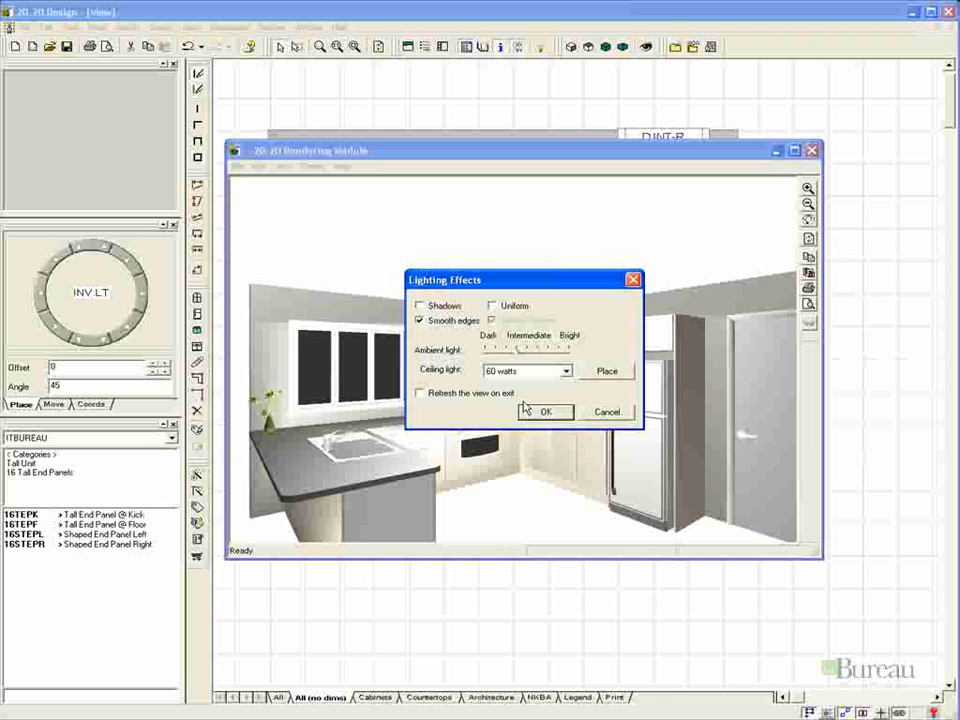 20-20 Design - [view]
D.INT-R
20-20 Rendering Module
Lighting Effects
Shadows
Uniform
Smooth edges
Dark
Intermediate
Bright
Ambient light:
Ceiling light:
60 watts
Place
Refresh the view on exit
OK
Cancel
Ready
INV LT
Offset
0
Angle
45
Place
Move
Coords
ITBUREAU
< Categories >
Tall Unit
16 Tall End Panels
16TEPK > Tall End Panel @ Kick
16TEPF > Tall End Panel @ Floor
16STEPL > Shaped End Panel Left
16STEPR > Shaped End Panel Right
Bureau
All
All (no dims)
Cabinets
Countertops
Architecture
NKBA
Legend
Print